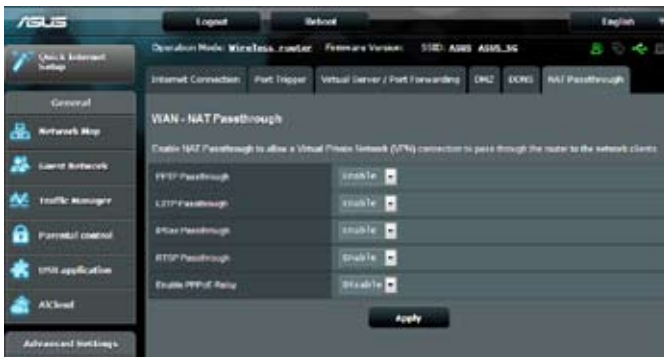 ASUS
Logout Reboot English
Operation Mode: Wireless router Firmware Version: SSID: ASUS ASUS_5G
Quick Internet Setup
Internet Connection Port Trigger Virtual Server / Port Forwarding DMZ DDNS NAT Passthrough
General
WAN - NAT Passthrough
Network Map
Enable NAT Passthrough to allow a Virtual Private Network (VPN) connection to pass through the router to the network clients
Guest Network
PPTP Passthrough Enable
L2TP Passthrough Enable
Traffic Manager
IPSec Passthrough Enable
Parental control
RTSP Passthrough Enable
USB application
Enable PPPoE Relay Disable
AiCloud
Apply
Advanced Settings